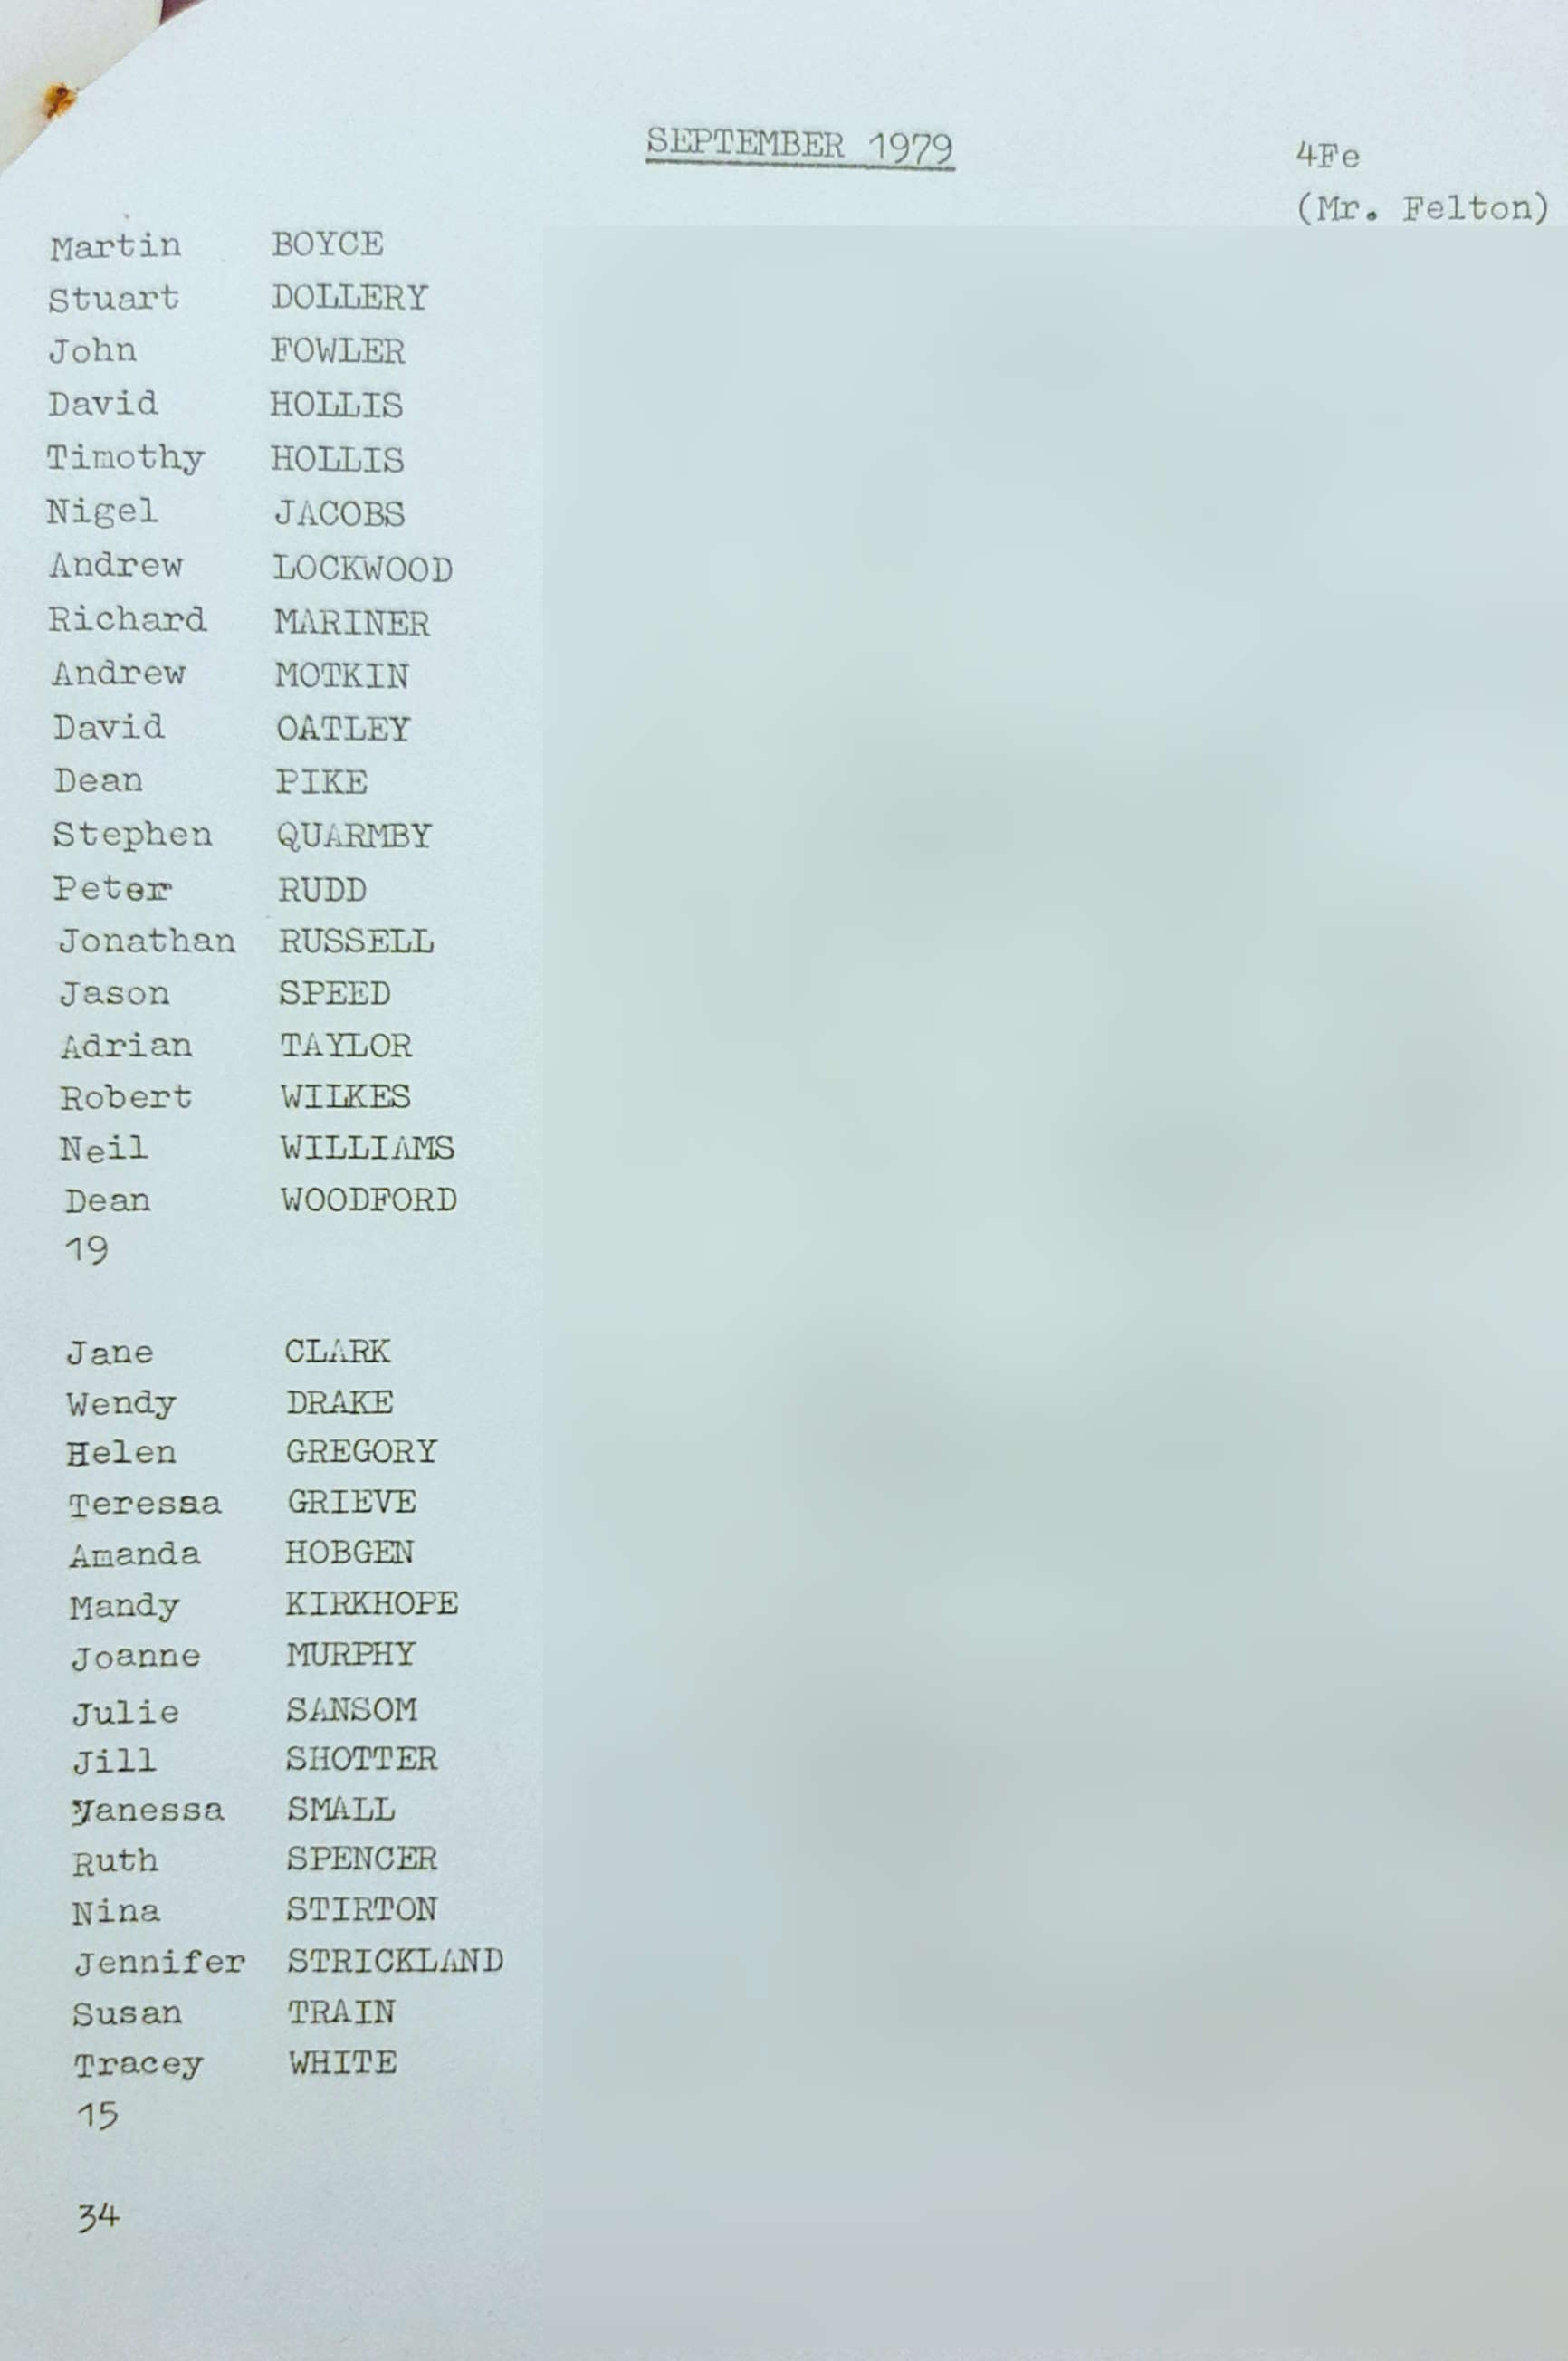 SEPTEMBER 1979
4Fe
(Mr. Felton)
Martin BOYCE
Stuart DOLLERY
John FOWLER
David HOLLIS
Timothy HOLLIS
Nigel JACOBS
Andrew LOCKWOOD
Richard MARINER
Andrew MOTKIN
David OATLEY
Dean PIKE
Stephen QUARMBY
Peter RUDD
Jonathan RUSSELL
Jason SPEED
Adrian TAYLOR
Robert WILKES
Neil WILLIAMS
Dean WOODFORD
19
Jane CLARK
Wendy DRAKE
Helen GREGORY
Teressa GRIEVE
Amanda HOBGEN
Mandy KIRKHOPE
Joanne MURPHY
Julie SANSOM
Jill SHOTTER
Vanessa SMALL
Ruth SPENCER
Nina STIRTON
Jennifer STRICKLAND
Susan TRAIN
Tracey WHITE
15
34